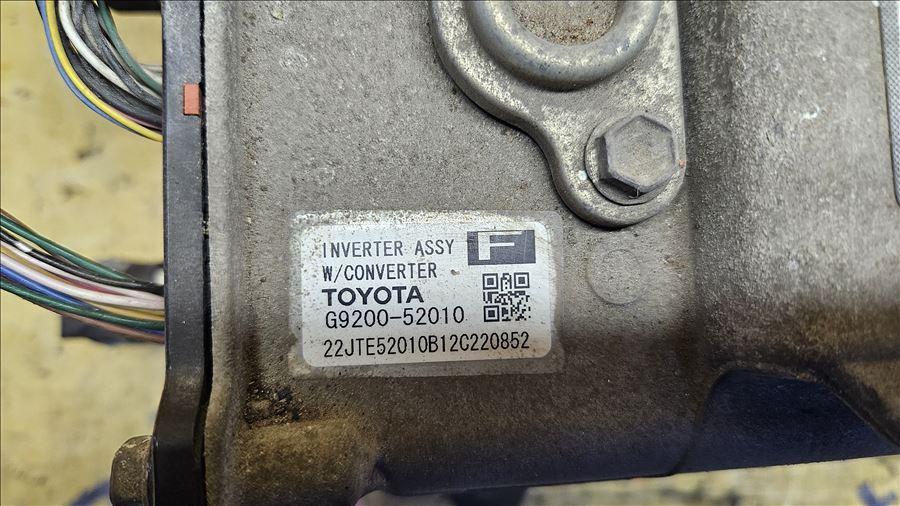 INVERTER ASSY F
W/CONVERTER
TOYOTA
G9200-52010
22JTE52010B12C220852